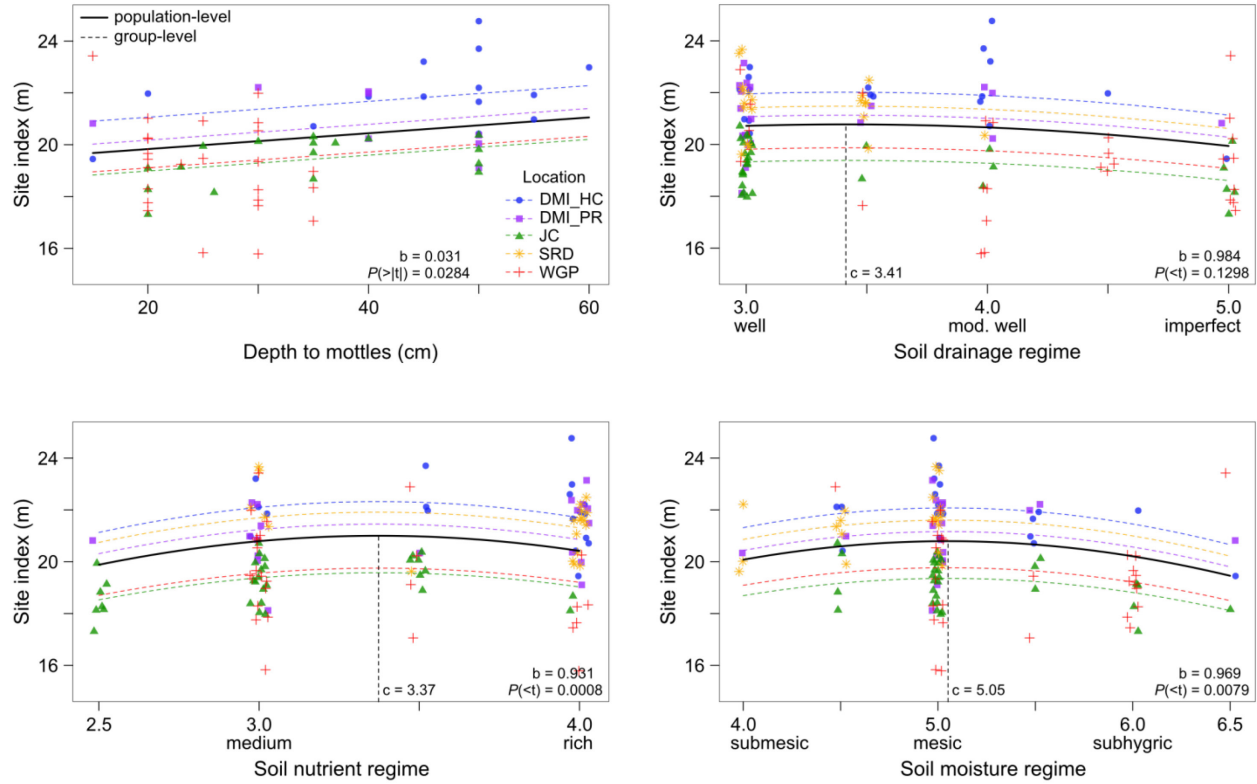 population-level
group-level
24
20
16
Site index (m)
Location
DMI_HC
DMI_PR
JC
SRD
WGP
b = 0.031
P(>|t|) = 0.0284
20
40
60
Depth to mottles (cm)
24
20
16
Site index (m)
c = 3.41
b = 0.984
P(<t) = 0.1298
3.0
4.0
5.0
well
mod. well
imperfect
Soil drainage regime
24
20
16
Site index (m)
c = 3.37
b = 0.931
P(<t) = 0.0008
2.5
3.0
4.0
medium
rich
Soil nutrient regime
24
20
16
Site index (m)
c = 5.05
b = 0.969
P(<t) = 0.0079
4.0
5.0
6.0
6.5
submesic
mesic
subhygric
Soil moisture regime